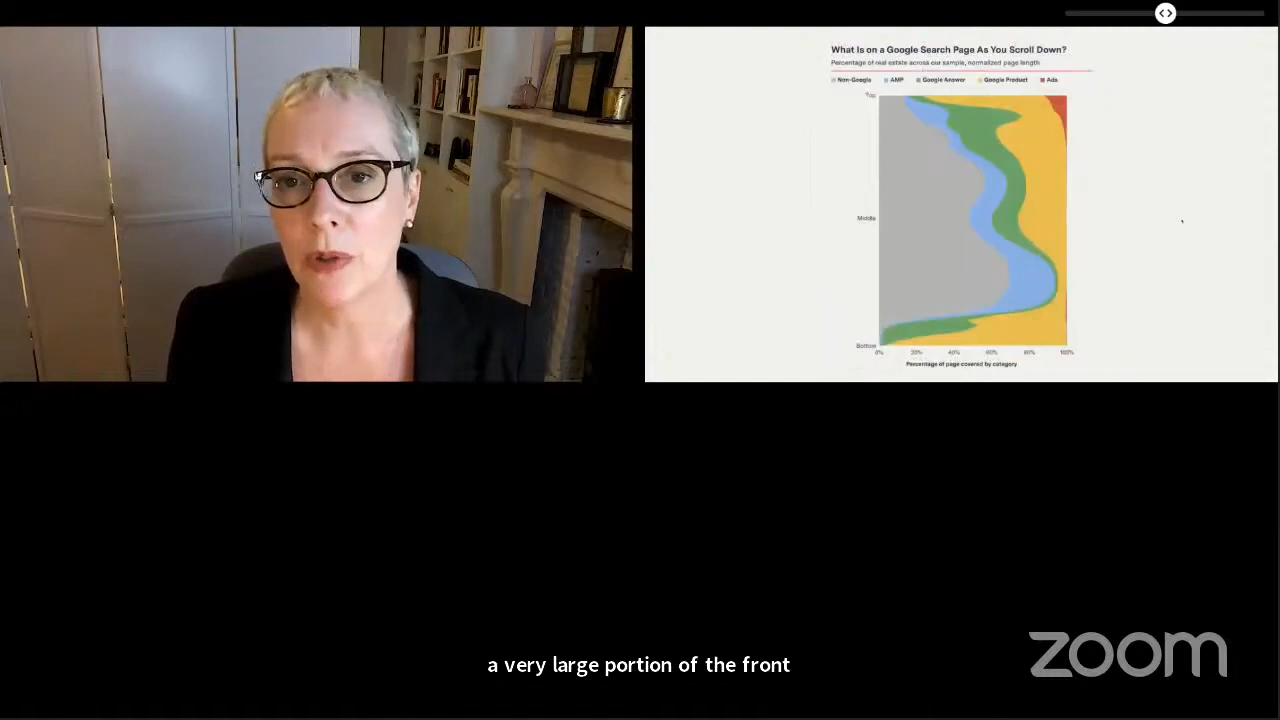 What Is on a Google Search Page As You Scroll Down?
Percentage of real estate across our sample, normalized page length
Non-Google AMP Google Answer Google Product Ads
Top
Middle
Bottom
0% 20% 40% 60% 80% 100%
Percentage of page covered by category
a very large portion of the front
zoom